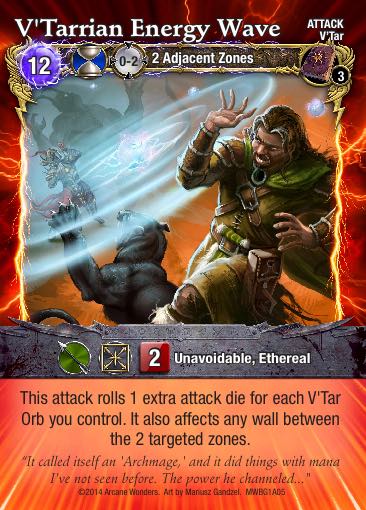 V'Tarrian Energy Wave
ATTACK
V'Tar
12
0-2
2 Adjacent Zones
3
2
Unavoidable, Ethereal
This attack rolls 1 extra attack die for each V'Tar
Orb you control. It also affects any wall between
the 2 targeted zones.
"It called itself an 'Archmage,' and it did things with mana
I've not seen before. The power he channeled..."
©2014 Arcane Wonders. Art by Mariusz Gandzel. MWBG1A05